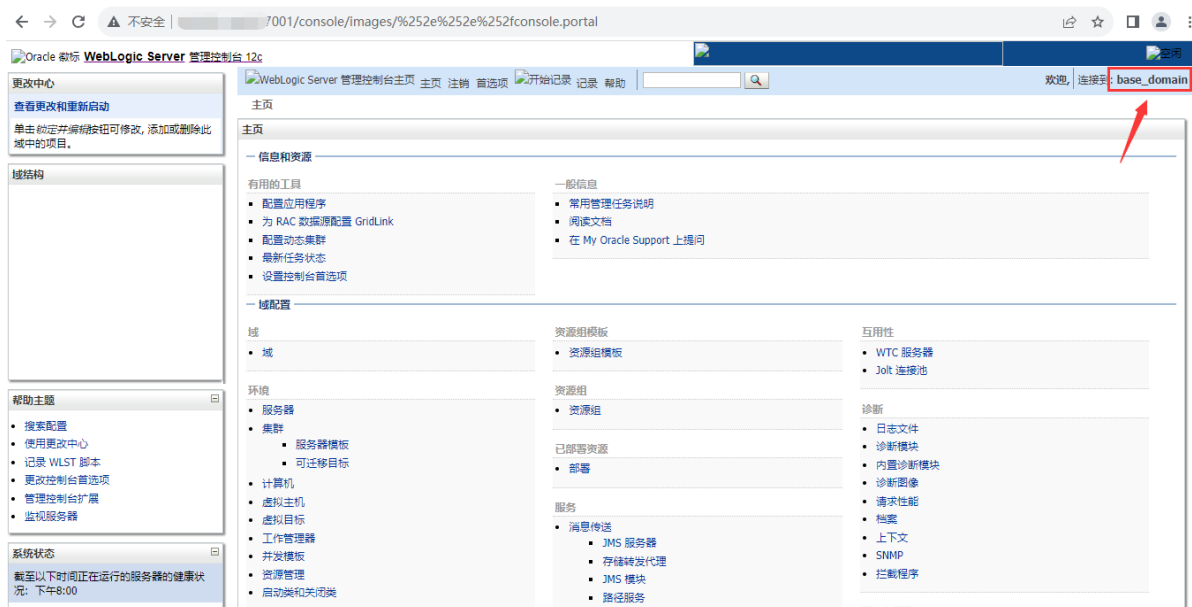 不安全
7001/console/images/%252e%252e%252fconsole.portal
Oracle 徽标 WebLogic Server 管理控制台 12c
空闲
更改中心
查看更改和重新启动
单击锁定并编辑按钮可修改, 添加或删除此
域中的项目。
域结构
帮助主题
搜索配置
使用更改中心
记录 WLST 脚本
更改控制台首选项
管理控制台扩展
监视服务器
系统状态
截至以下时间正在运行的服务器的健康状
况: 下午8:00
WebLogic Server 管理控制台主页 主页 注销 首选项 开始记录 记录 帮助
欢迎, 连接到: base_domain
主页
主页
信息和资源
有用的工具
配置应用程序
为 RAC 数据源配置 GridLink
配置动态集群
最新任务状态
设置控制台首选项
一般信息
常用管理任务说明
阅读文档
在 My Oracle Support 上提问
域配置
域
域
环境
服务器
集群
服务器模板
可迁移目标
计算机
虚拟主机
虚拟目标
工作管理器
并发模板
资源管理
启动类和关闭类
资源组模板
资源组模板
资源组
资源组
已部署资源
部署
服务
消息传送
JMS 服务器
存储转发代理
JMS 模块
路径服务
互用性
WTC 服务器
Jolt 连接池
诊断
日志文件
诊断模块
内置诊断模块
诊断图像
请求性能
档案
上下文
SNMP
拦截程序